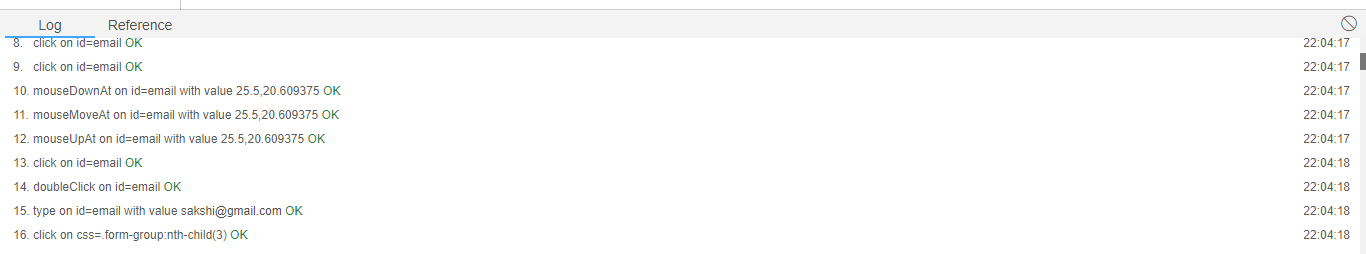 Log Reference
8. click on id=email OK 22:04:17
9. click on id=email OK 22:04:17
10. mouseDownAt on id=email with value 25.5,20.609375 OK 22:04:17
11. mouseMoveAt on id=email with value 25.5,20.609375 OK 22:04:17
12. mouseUpAt on id=email with value 25.5,20.609375 OK 22:04:17
13. click on id=email OK 22:04:18
14. doubleClick on id=email OK 22:04:18
15. type on id=email with value sakshi@gmail.com OK 22:04:18
16. click on css=.form-group:nth-child(3) OK 22:04:18